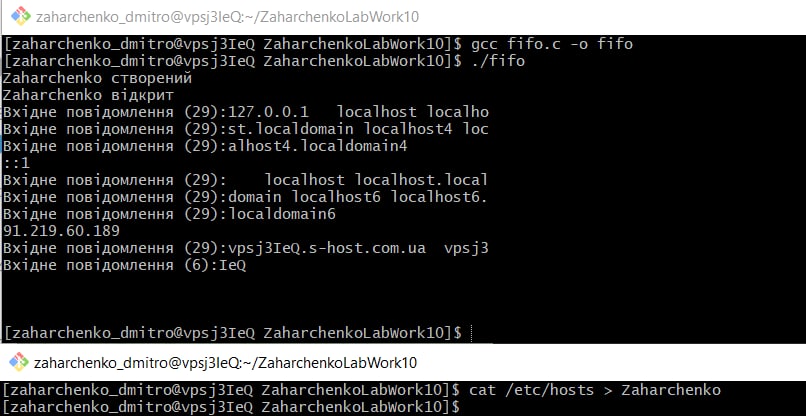 zaharchenko_dmitro@vpsj3IeQ:~/ZaharchenkoLabWork10
[zaharchenko_dmitro@vpsj3IeQ ZaharchenkoLabWork10]$ gcc fifo.c -o fifo
[zaharchenko_dmitro@vpsj3IeQ ZaharchenkoLabWork10]$ ./fifo
Zaharchenko створений
Zaharchenko відкрит
Вхідне повідомлення (29):127.0.0.1   localhost localho
Вхідне повідомлення (29):st.localdomain localhost4 loc
Вхідне повідомлення (29):alhost4.localdomain4
::1
Вхідне повідомлення (29):    localhost localhost.local
Вхідне повідомлення (29):domain localhost6 localhost6.
Вхідне повідомлення (29):localdomain6
91.219.60.189
Вхідне повідомлення (29):vpsj3IeQ.s-host.com.ua  vpsj3
Вхідне повідомлення (6):IeQ
[zaharchenko_dmitro@vpsj3IeQ ZaharchenkoLabWork10]$
zaharchenko_dmitro@vpsj3IeQ:~/ZaharchenkoLabWork10
[zaharchenko_dmitro@vpsj3IeQ ZaharchenkoLabWork10]$ cat /etc/hosts > Zaharchenko
[zaharchenko_dmitro@vpsj3IeQ ZaharchenkoLabWork10]$